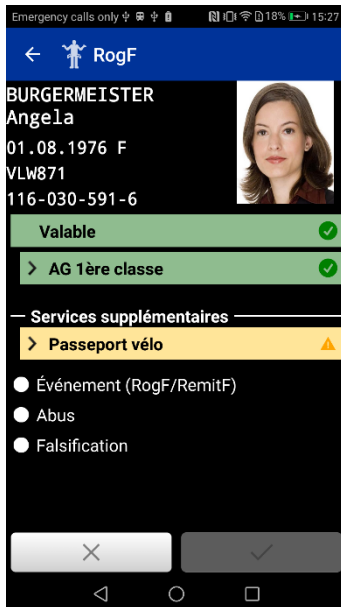 Emergency calls only 18% 15:27
RogF
BURGERMEISTER
Angela
01.08.1976 F
VLW871
116-030-591-6
Valable
AG 1ère classe
Services supplémentaires
Passeport vélo
Événement (RogF/RemitF)
Abus
Falsification